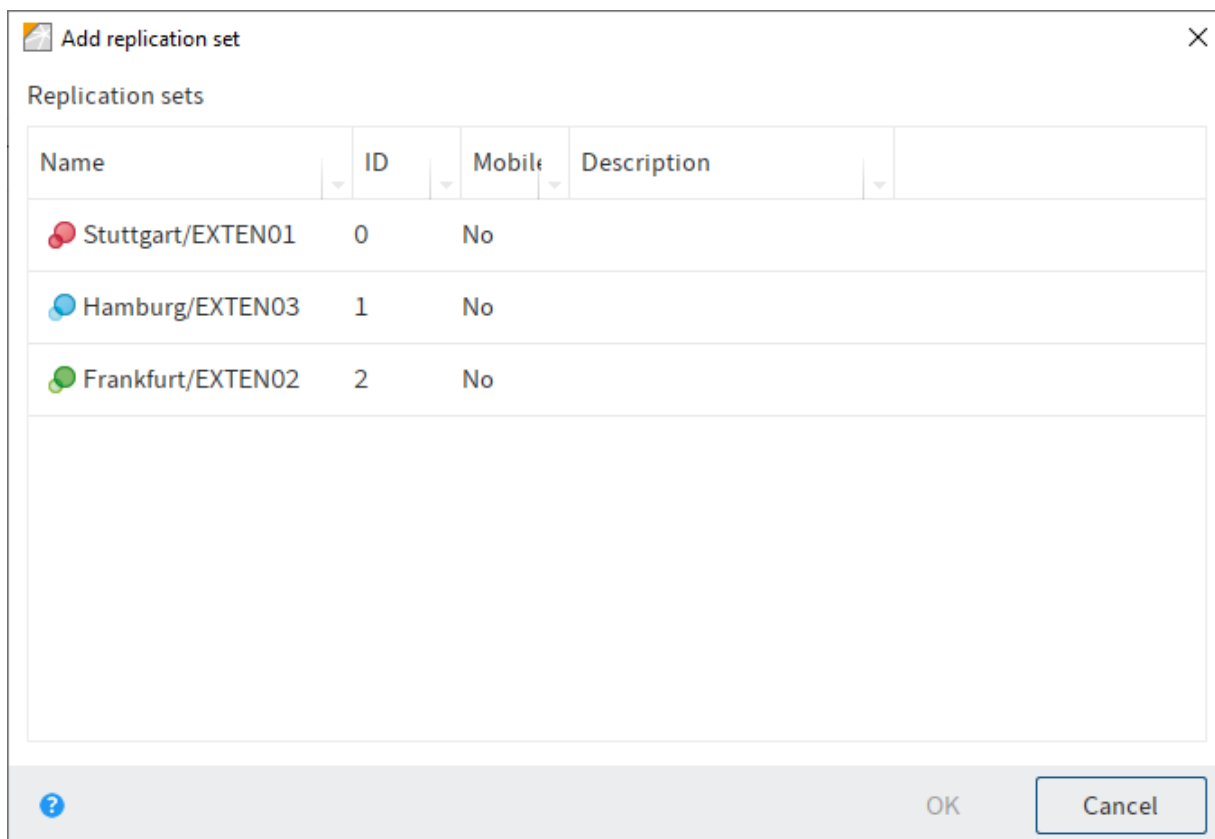 Add replication set
Replication sets
Name ID Mobile Description
Stuttgart/EXTEN01 0 No
Hamburg/EXTEN03 1 No
Frankfurt/EXTEN02 2 No
? OK Cancel